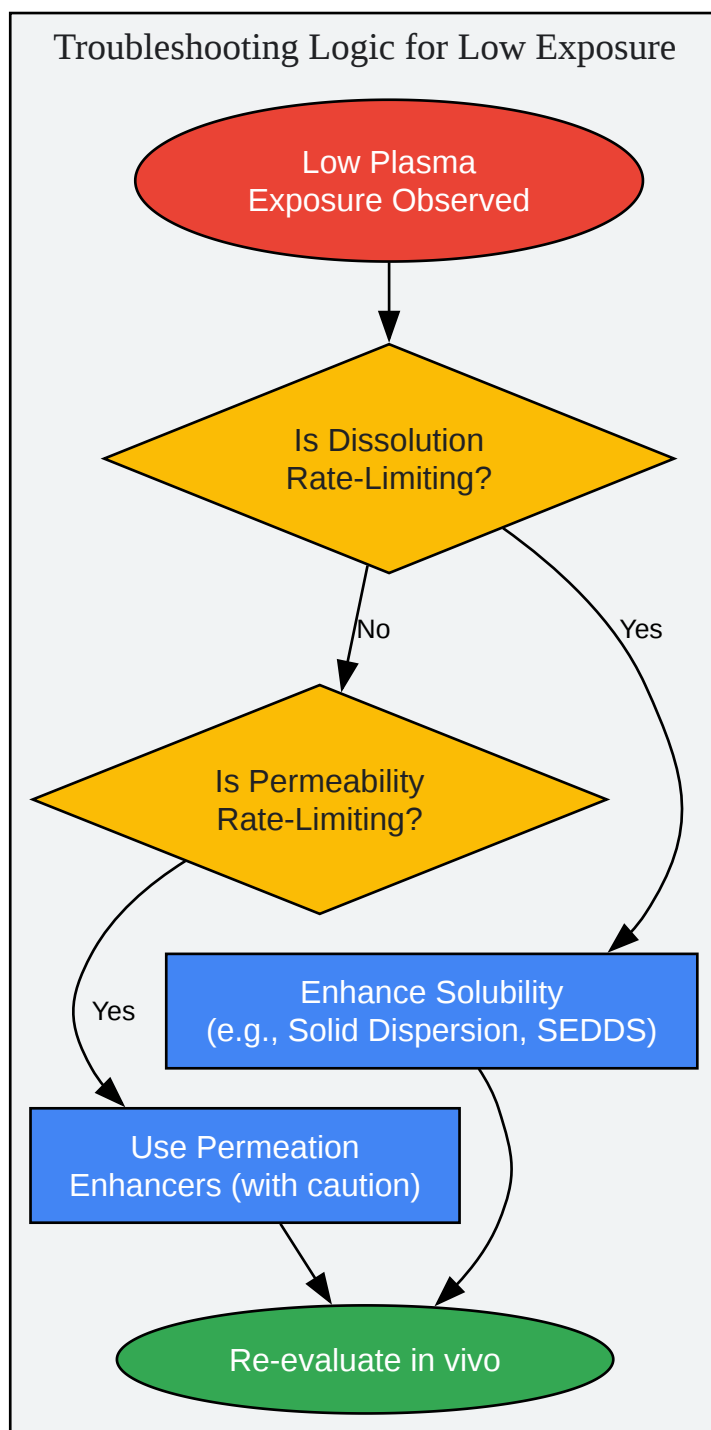 Troubleshooting Logic for Low Exposure
Low Plasma
Exposure Observed
Is Dissolution
Rate-Limiting?
No
Yes
Is Permeability
Rate-Limiting?
Yes
Enhance Solubility
(e.g., Solid Dispersion, SEDDS)
Use Permeation
Enhancers (with caution)
Re-evaluate in vivo